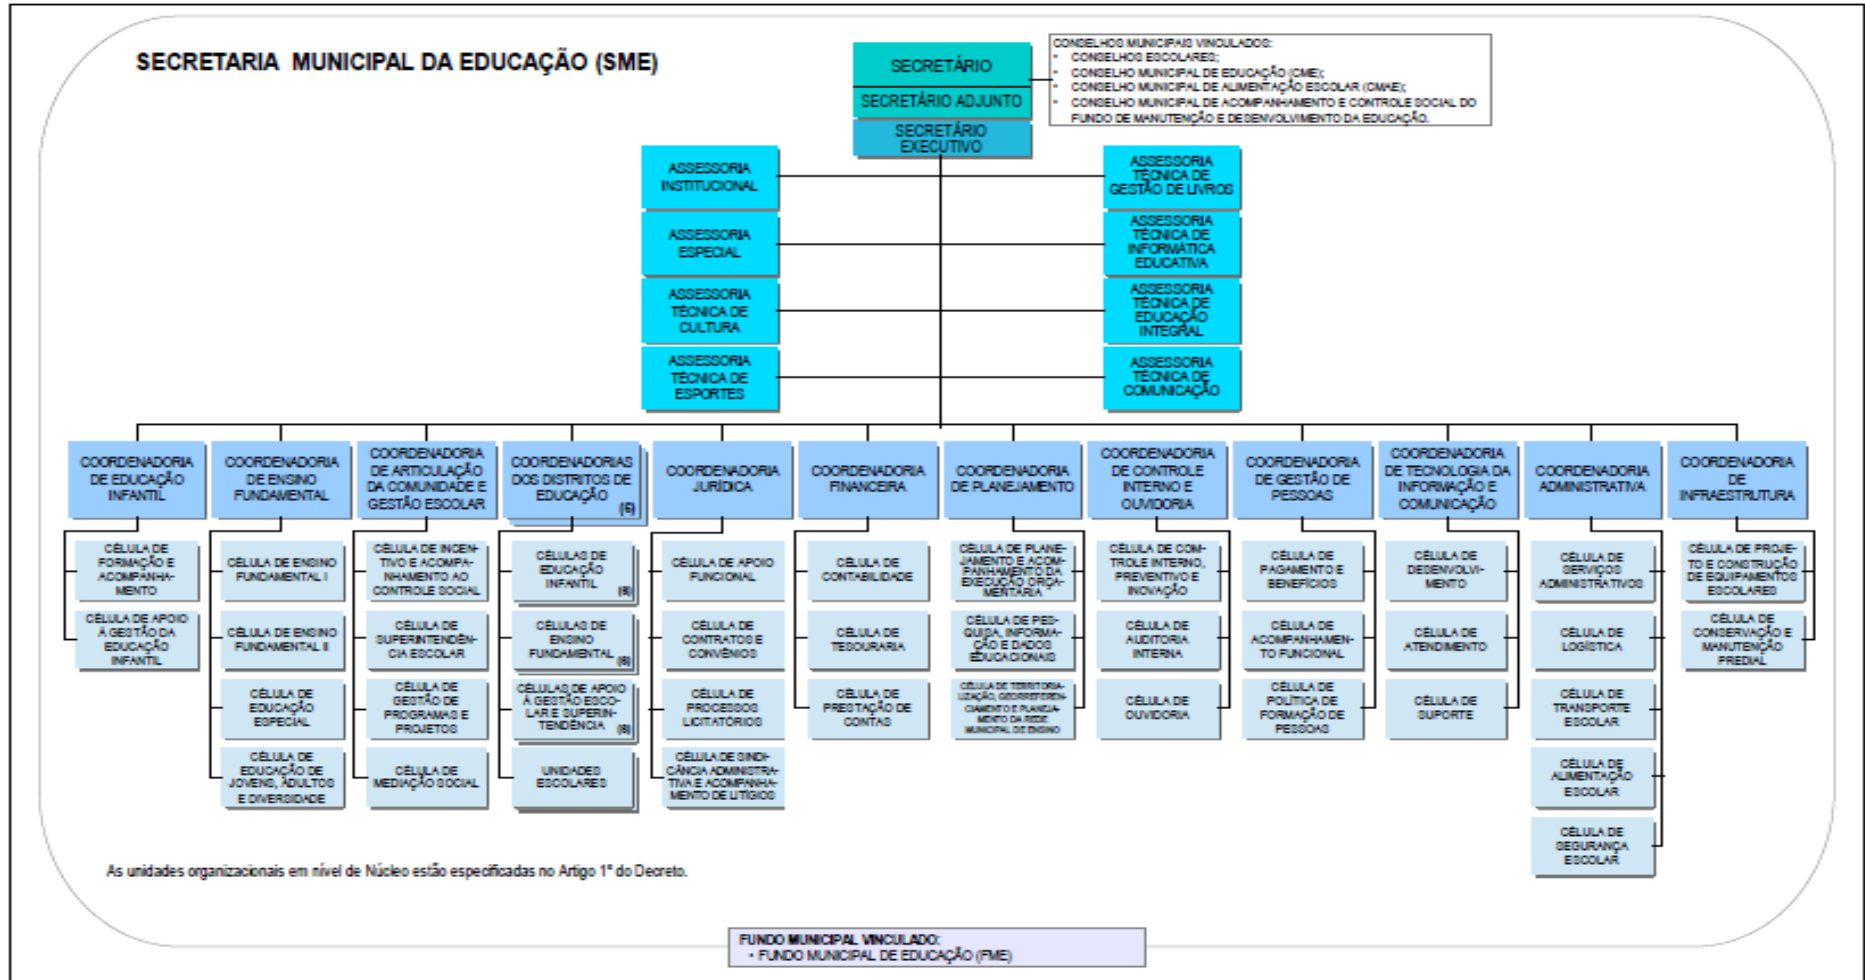 SECRETARIA MUNICIPAL DA EDUCAÇÃO (SME)
SECRETÁRIO
SECRETÁRIO ADJUNTO
SECRETÁRIO
EXECUTIVO
CONSELHOS MUNICIPAIS VINCULADOS:
• CONSELHOS ESCOLARES;
• CONSELHO MUNICIPAL DE EDUCAÇÃO (CME);
• CONSELHO MUNICIPAL DE ALIMENTAÇÃO ESCOLAR (CMAE);
• CONSELHO MUNICIPAL DE ACOMPANHAMENTO E CONTROLE SOCIAL DO
FUNDO DE MANUTENÇÃO E DESENVOLVIMENTO DA EDUCAÇÃO.
ASSESSORIA
INSTITUCIONAL
ASSESSORIA
TÉCNICA DE
GESTÃO DE LIVROS
ASSESSORIA
ESPECIAL
ASSESSORIA
TÉCNICA DE
INFORMÁTICA
EDUCATIVA
ASSESSORIA
TÉCNICA DE
CULTURA
ASSESSORIA
TÉCNICA DE
EDUCAÇÃO
INTEGRAL
ASSESSORIA
TÉCNICA DE
ESPORTES
ASSESSORIA
TÉCNICA DE
COMUNICAÇÃO
COORDENADORIA
DE EDUCAÇÃO
INFANTIL
COORDENADORIA
DE ENSINO
FUNDAMENTAL
COORDENADORIA
DE ARTICULAÇÃO
DA COMUNIDADE E
GESTÃO ESCOLAR
COORDENADORIAS
DOS DISTRITOS DE
EDUCAÇÃO
(6)
COORDENADORIA
JURÍDICA
COORDENADORIA
FINANCEIRA
COORDENADORIA
DE PLANEJAMENTO
COORDENADORIA
DE CONTROLE
INTERNO E
OUVIDORIA
COORDENADORIA
DE GESTÃO DE
PESSOAS
COORDENADORIA
DE TECNOLOGIA DA
INFORMAÇÃO E
COMUNICAÇÃO
COORDENADORIA
ADMINISTRATIVA
COORDENADORIA
DE
INFRAESTRUTURA
CÉLULA DE
FORMAÇÃO E
ACOMPANHA-
MENTO
CÉLULA DE APOIO
À GESTÃO DA
EDUCAÇÃO
INFANTIL
CÉLULA DE ENSINO
FUNDAMENTAL I
CÉLULA DE ENSINO
FUNDAMENTAL II
CÉLULA DE
EDUCAÇÃO
ESPECIAL
CÉLULA DE
EDUCAÇÃO DE
JOVENS, ADULTOS
E DIVERSIDADE
CÉLULA DE INCEN-
TIVO E ACOMPA-
NHAMENTO AO
CONTROLE SOCIAL
CÉLULA DE
SUPERINTENDÊN-
CIA ESCOLAR
CÉLULA DE
GESTÃO DE
PROGRAMAS E
PROJETOS
CÉLULA DE
MEDIAÇÃO SOCIAL
CÉLULAS DE
EDUCAÇÃO
INFANTIL
(6)
CÉLULAS DE
ENSINO
FUNDAMENTAL (6)
CÉLULAS DE APOIO
À GESTÃO ESCO-
LAR E SUPERIN-
TENDÊNCIA (6)
UNIDADES
ESCOLARES
CÉLULA DE APOIO
FUNCIONAL
CÉLULA DE
CONTRATOS E
CONVÊNIOS
CÉLULA DE
PROCESSOS
LICITATÓRIOS
CÉLULA DE SINDI-
CÂNCIA ADMINISTRA-
TIVA E ACOMPANHA-
MENTO DE LITÍGIOS
CÉLULA DE
CONTABILIDADE
CÉLULA DE
TESOURARIA
CÉLULA DE
PRESTAÇÃO DE
CONTAS
CÉLULA DE PLANE-
JAMENTO E ACOM-
PANHAMENTO DA
EXECUÇÃO ORÇA-
MENTÁRIA
CÉLULA DE PES-
QUISA, INFORMA-
ÇÃO E DADOS
EDUCACIONAIS
CÉLULA DE TERRITORIA-
LIZAÇÃO, GEORREFEREN-
CIAMENTO E PLANEJA-
MENTO DA REDE
MUNICIPAL DE ENSINO
CÉLULA DE CON-
TROLE INTERNO,
PREVENTIVO E
INOVAÇÃO
CÉLULA DE
AUDITORIA
INTERNA
CÉLULA DE
OUVIDORIA
CÉLULA DE
PAGAMENTO E
BENEFÍCIOS
CÉLULA DE
ACOMPANHAMEN-
TO FUNCIONAL
CÉLULA DE
POLÍTICA DE
FORMAÇÃO DE
PESSOAS
CÉLULA DE
DESENVOLVI-
MENTO
CÉLULA DE
ATENDIMENTO
CÉLULA DE
SUPORTE
CÉLULA DE
SERVIÇOS
ADMINISTRATIVOS
CÉLULA DE
LOGÍSTICA
CÉLULA DE
TRANSPORTE
ESCOLAR
CÉLULA DE
ALIMENTAÇÃO
ESCOLAR
CÉLULA DE
SEGURANÇA
ESCOLAR
CÉLULA DE PROJE-
TO E CONSTRUÇÃO
DE EQUIPAMENTOS
ESCOLARES
CÉLULA DE
CONSERVAÇÃO E
MANUTENÇÃO
PREDIAL
As unidades organizacionais em nível de Núcleo estão especificadas no Artigo 1º do Decreto.
FUNDO MUNICIPAL VINCULADO:
• FUNDO MUNICIPAL DE EDUCAÇÃO (FME)